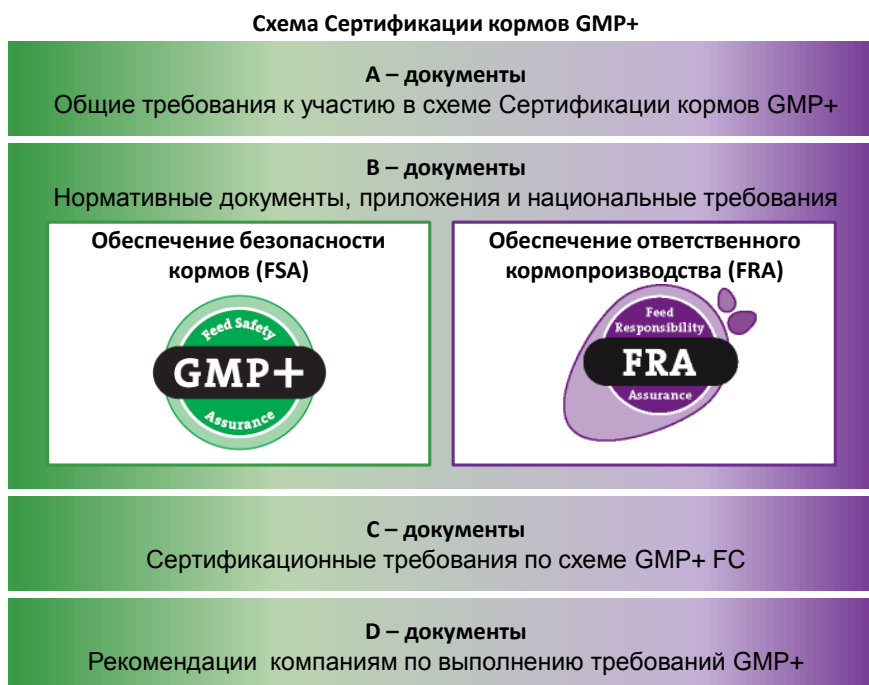 Схема Сертификации кормов GMP+
А – документы
Общие требования к участию в схеме Сертификации кормов GMP+
В – документы
Нормативные документы, приложения и национальные требования
Обеспечение безопасности
кормов (FSA)
Feed Safety
GMP+
Assurance
Обеспечение ответственного
кормопроизводства (FRA)
Feed
Responsibility
FRA
Assurance
С – документы
Сертификационные требования по схеме GMP+ FC
D – документы
Рекомендации  компаниям по выполнению требований GMP+